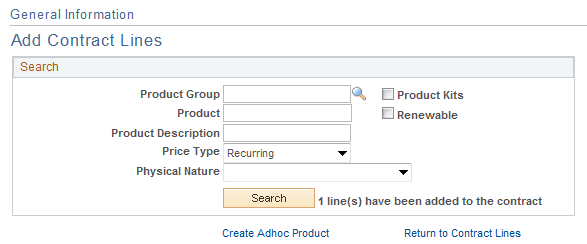 General Information
Add Contract Lines
Search
Product Group Product Kits
Product Renewable
Product Description
Price Type Recurring
Physical Nature
Search 1 line(s) have been added to the contract
Create Adhoc Product Return to Contract Lines